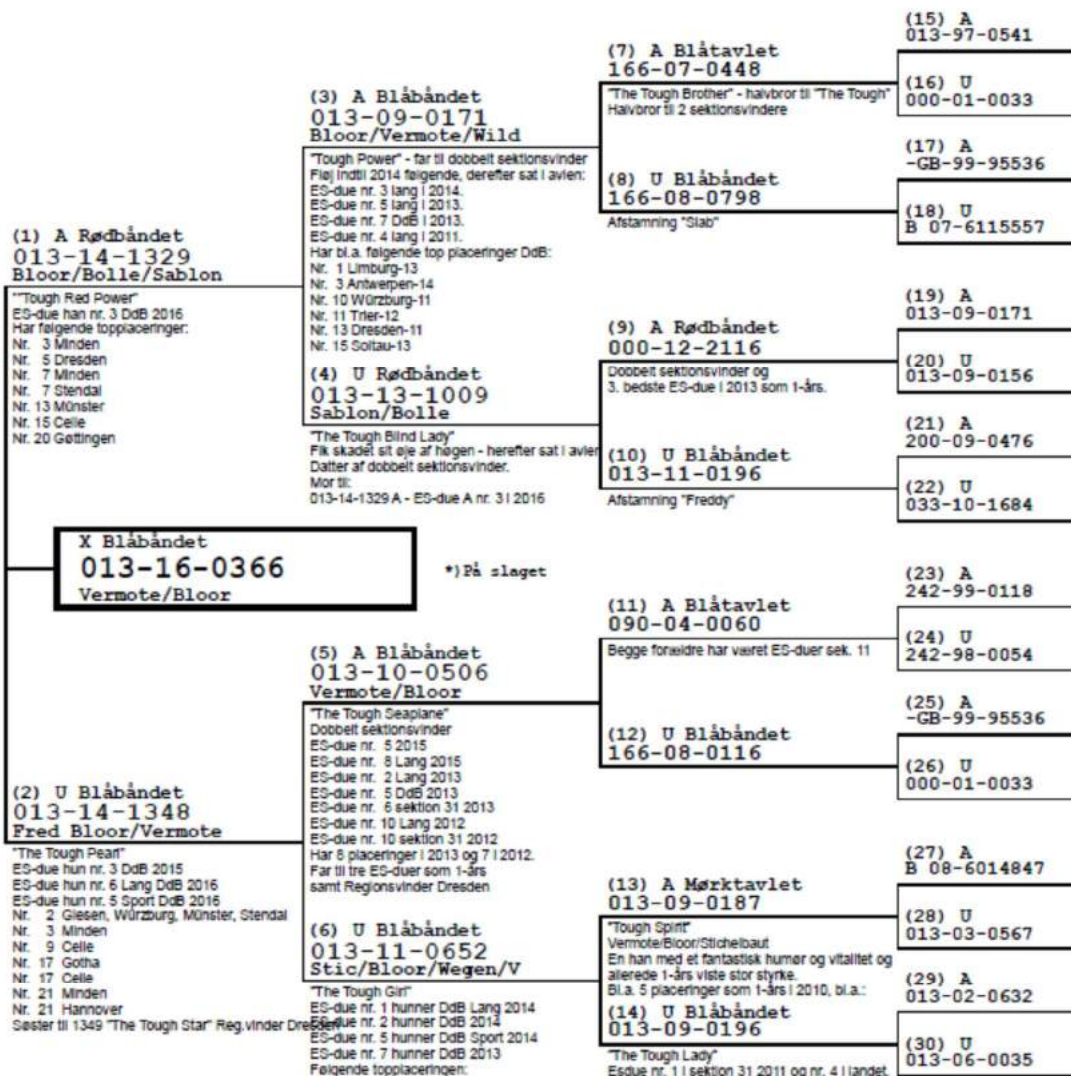 (1) A Rødbåndet
013-14-1329
Bloor/Bolle/Sablon
""Tough Red Power"
ES-due han nr. 3 DdB 2016
Har følgende topplaceringer:
Nr. 3 Minden
Nr. 5 Dresden
Nr. 7 Minden
Nr. 7 Stendal
Nr. 13 Münster
Nr. 15 Celle
Nr. 20 Gøttingen
X Blåbåndet
013-16-0366
Vermote/Bloor
*)På slaget
(2) U Blåbåndet
013-14-1348
Fred Bloor/Vermote
"The Tough Pearl"
ES-due hun nr. 3 DdB 2015
ES-due hun nr. 6 Lang DdB 2016
ES-due hun nr. 5 Sport DdB 2016
Nr. 2 Giesen, Würzburg, Münster, Stendal
Nr. 3 Minden
Nr. 9 Celle
Nr. 17 Gotha
Nr. 17 Celle
Nr. 21 Minden
Nr. 21 Hannover
Søster til 1349 "The Tough Star" Reg.vinder Dresden
(3) A Blåbåndet
013-09-0171
Bloor/Vermote/Wild
"Tough Power" - far til dobbelt sektionsvinder
Fløj indtil 2014 følgende, derefter sat i avlen:
ES-due nr. 3 lang i 2014.
ES-due nr. 5 lang i 2013.
ES-due nr. 7 DdB i 2013.
ES-due nr. 4 lang i 2011.
Har bl.a. følgende top placeringer DdB:
Nr. 1 Limburg-13
Nr. 3 Antwerpen-14
Nr. 10 Würzburg-11
Nr. 11 Trier-12
Nr. 13 Dresden-11
Nr. 15 Soltau-13
(4) U Rødbåndet
013-13-1009
Sablon/Bolle
"The Tough Blind Lady"
Fik skadet sit øje af høgen - herefter sat i avlen
Datter af dobbelt sektionsvinder.
Mor til:
013-14-1329 A - ES-due A nr. 3 i 2016
(5) A Blåbåndet
013-10-0506
Vermote/Bloor
"The Tough Seaplane"
Dobbelt sektionsvinder
ES-due nr. 5 2015
ES-due nr. 8 Lang 2015
ES-due nr. 2 Lang 2013
ES-due nr. 5 DdB 2013
ES-due nr. 6 sektion 31 2013
ES-due nr. 10 Lang 2012
ES-due nr. 10 sektion 31 2012
Har 8 placeringer i 2013 og 7 i 2012.
Far til tre ES-duer som 1-års
samt Regionsvinder Dresden
(6) U Blåbåndet
013-11-0652
Stic/Bloor/Wegen/V
"The Tough Girl"
ES-due nr. 1 hunner DdB Lang 2014
ES-due nr. 2 hunner DdB 2014
ES-due nr. 5 hunner DdB Sport 2014
ES-due nr. 7 hunner DdB 2013
Følgende topplaceringen:
(7) A Blåtavlet
166-07-0448
"The Tough Brother" - halvbror til "The Tough"
Halvbror til 2 sektionsvindere
(8) U Blåbåndet
166-08-0798
Afstamning "Slab"
(9) A Rødbåndet
000-12-2116
Dobbelt sektionsvinder og
3. bedste ES-due i 2013 som 1-års.
(10) U Blåbåndet
013-11-0196
Afstamning "Freddy"
(11) A Blåtavlet
090-04-0060
Begge forældre har været ES-duer sek. 11
(12) U Blåbåndet
166-08-0116
(13) A Mørktavlet
013-09-0187
"Tough Spirit"
Vermote/Bloor/Stichelbaut
En han med et fantastisk humør og vitalitet og
allerede 1-års viste stor styrke.
Bl.a. 5 placeringer som 1-års i 2010, bl.a.:
(14) U Blåbåndet
013-09-0196
"The Tough Lady"
Esdue nr. 1 i sektion 31 2011 og nr. 4 i landet.
(15) A
013-97-0541
(16) U
000-01-0033
(17) A
-GB-99-95536
(18) U
B 07-6115557
(19) A
013-09-0171
(20) U
013-09-0156
(21) A
200-09-0476
(22) U
033-10-1684
(23) A
242-99-0118
(24) U
242-98-0054
(25) A
-GB-99-95536
(26) U
000-01-0033
(27) A
B 08-6014847
(28) U
013-03-0567
(29) A
013-02-0632
(30) U
013-06-0035